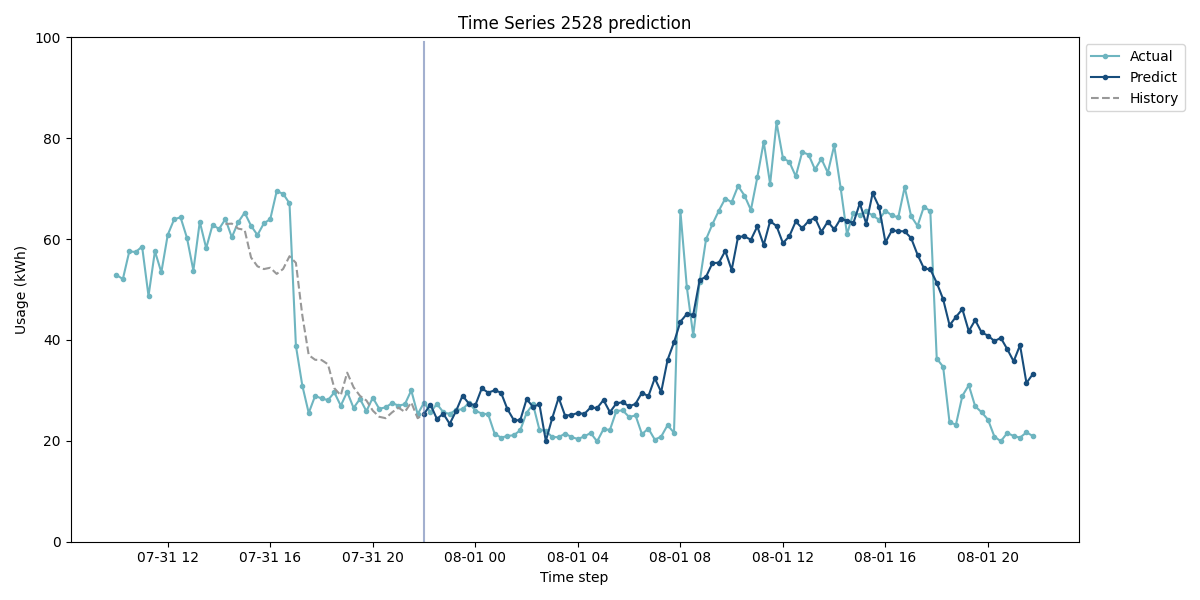 Time Series 2528 prediction
100
80
60
40
20
0
Usage (kWh)
07-31 12
07-31 16
07-31 20
08-01 00
08-01 04
08-01 08
08-01 12
08-01 16
08-01 20
Time step
Actual
Predict
History